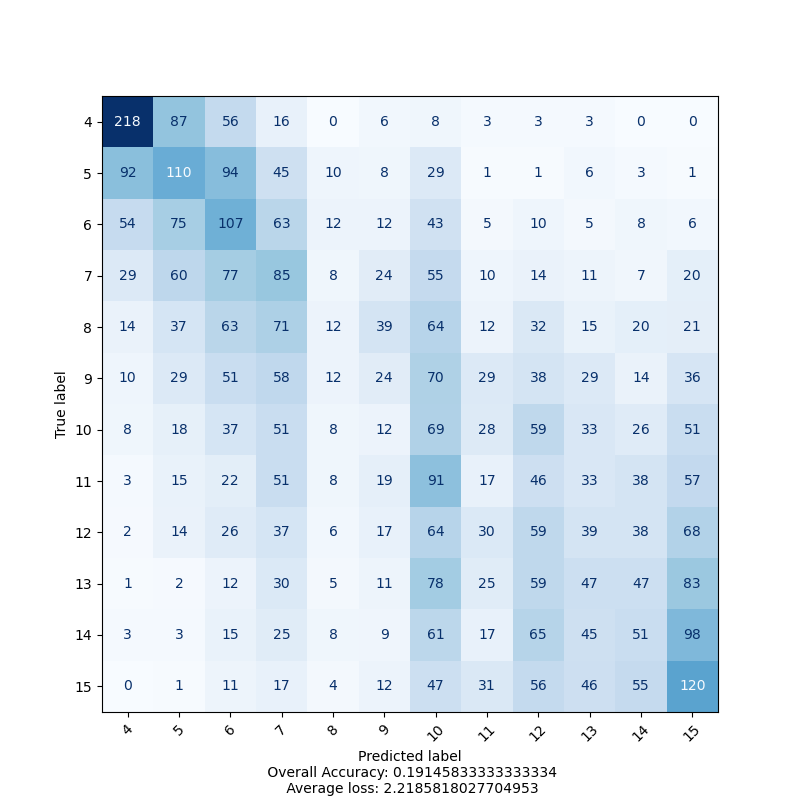 4 218 87 56 16 0 6 8 3 3 3 0 0
5 92 110 94 45 10 8 29 1 1 6 3 1
6 54 75 107 63 12 12 43 5 10 5 8 6
7 29 60 77 85 8 24 55 10 14 11 7 20
8 14 37 63 71 12 39 64 12 32 15 20 21
9 10 29 51 58 12 24 70 29 38 29 14 36
True label
10 8 18 37 51 8 12 69 28 59 33 26 51
11 3 15 22 51 8 19 91 17 46 33 38 57
12 2 14 26 37 6 17 64 30 59 39 38 68
13 1 2 12 30 5 11 78 25 59 47 47 83
14 3 3 15 25 8 9 61 17 65 45 51 98
15 0 1 11 17 4 12 47 31 56 46 55 120
4 5 6 7 8 9 10 11 12 13 14 15
Predicted label
Overall Accuracy: 0.19145833333333334
Average loss: 2.2185818027704953